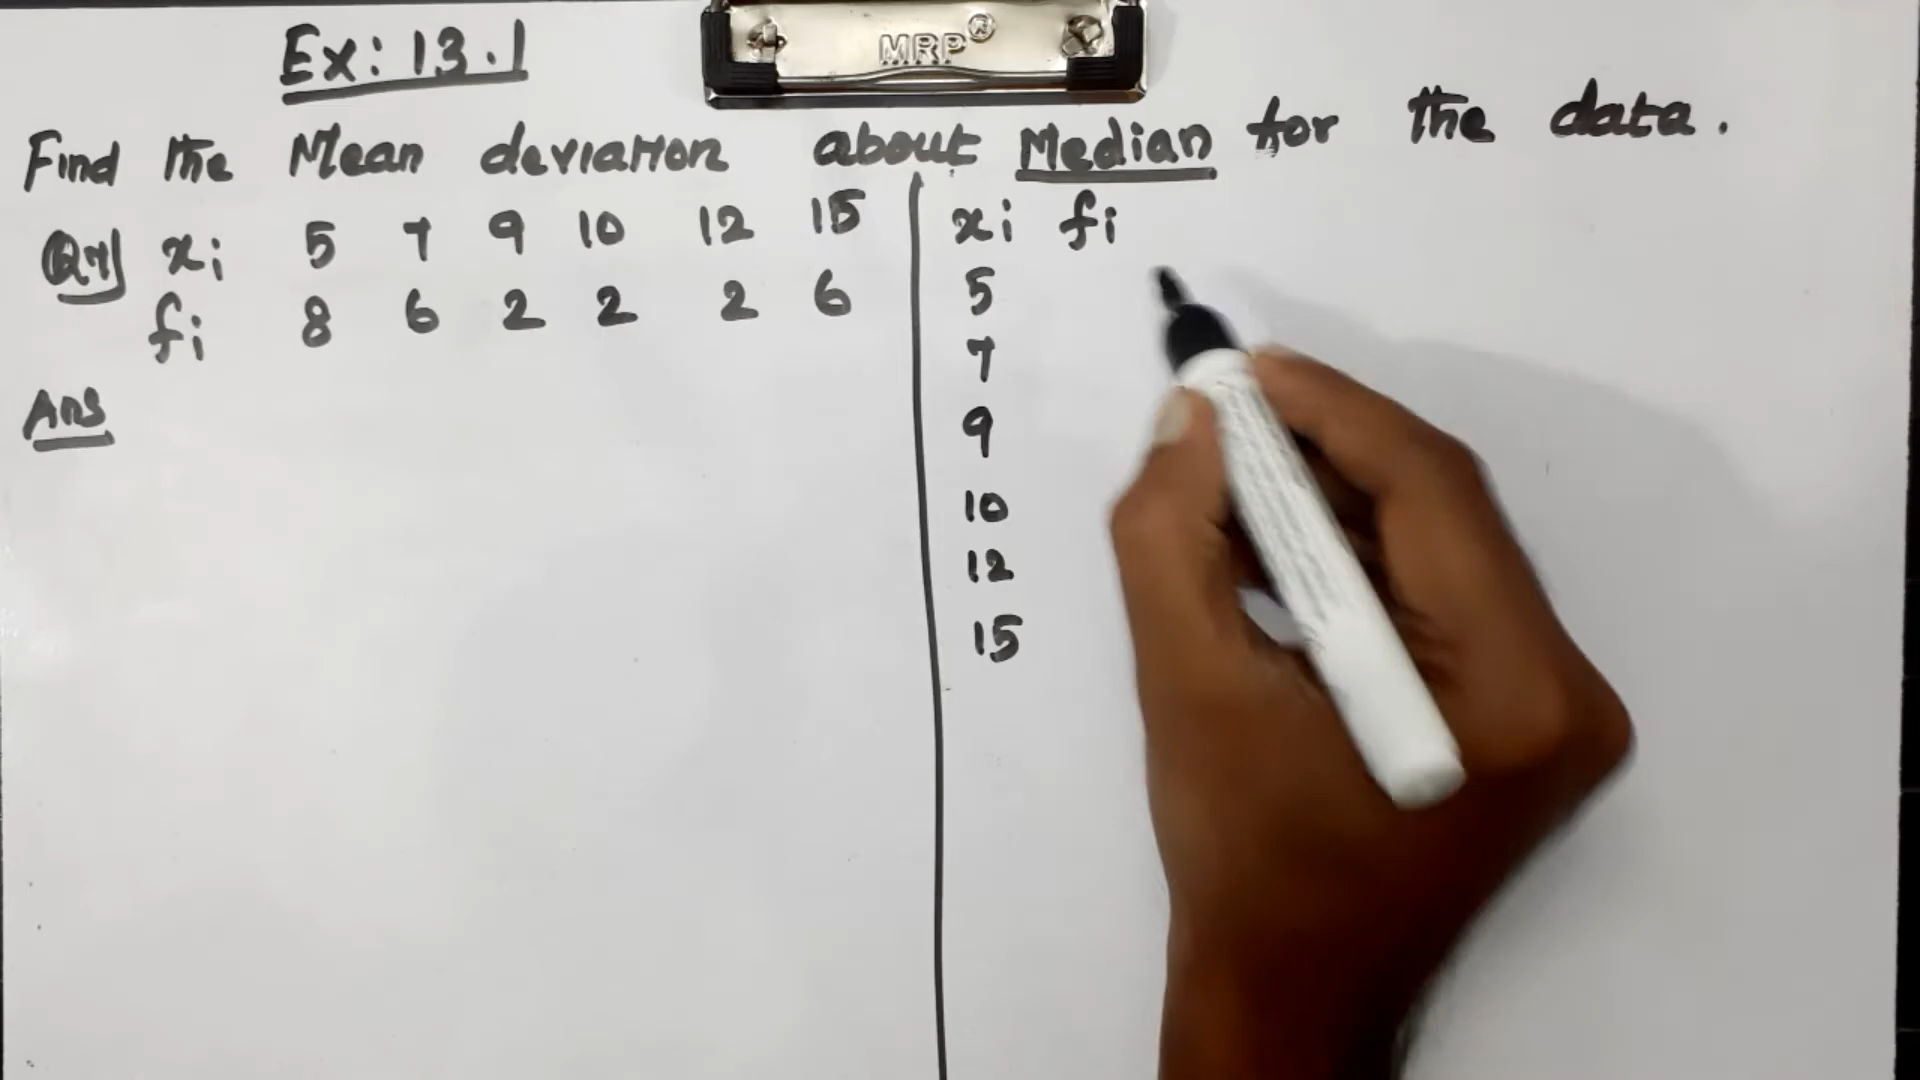 MRP®
Ex: 13.1
Find the Mean deviation about Median for the data.
Q7) xi 5 7 9 10 12 15
fi 8 6 2 2 2 6
Ans
xi fi
5
7
9
10
12
15